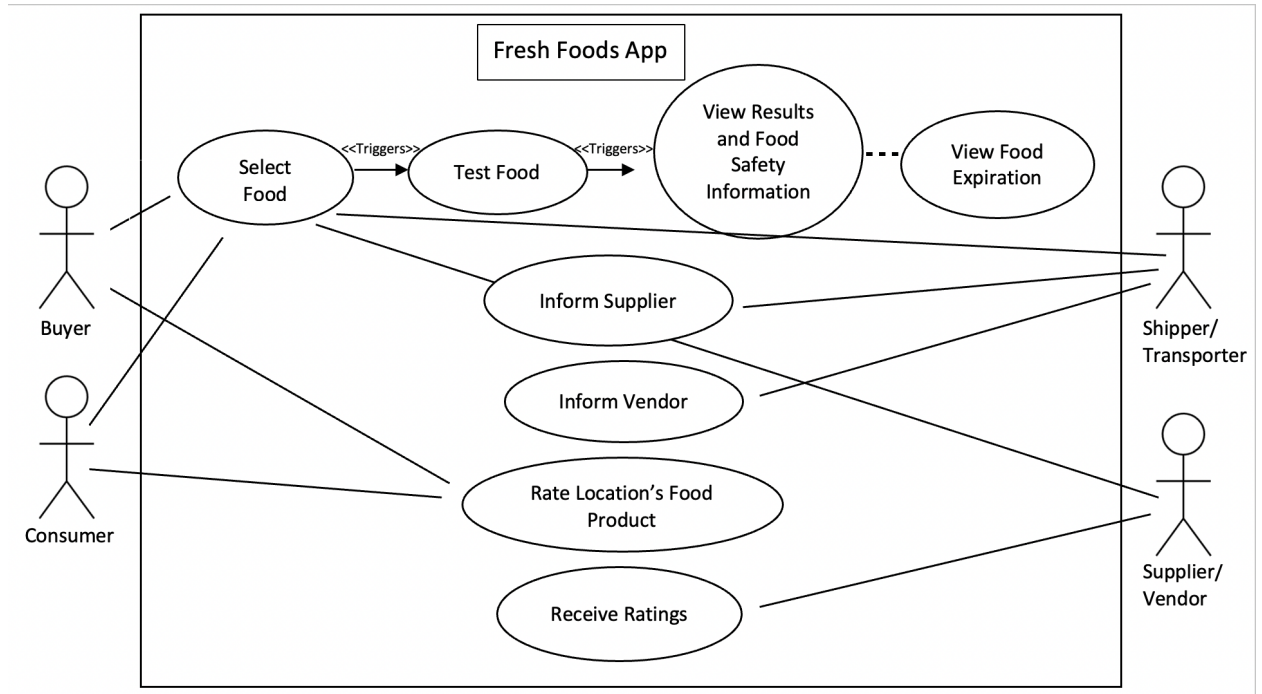 Fresh Foods App
Select
Food
<<Triggers>>
Test Food
<<Triggers>>
View Results
and Food
Safety
Information
View Food
Expiration
Buyer
Inform Supplier
Shipper/
Transporter
Inform Vendor
Consumer
Rate Location’s Food
Product
Supplier/
Vendor
Receive Ratings